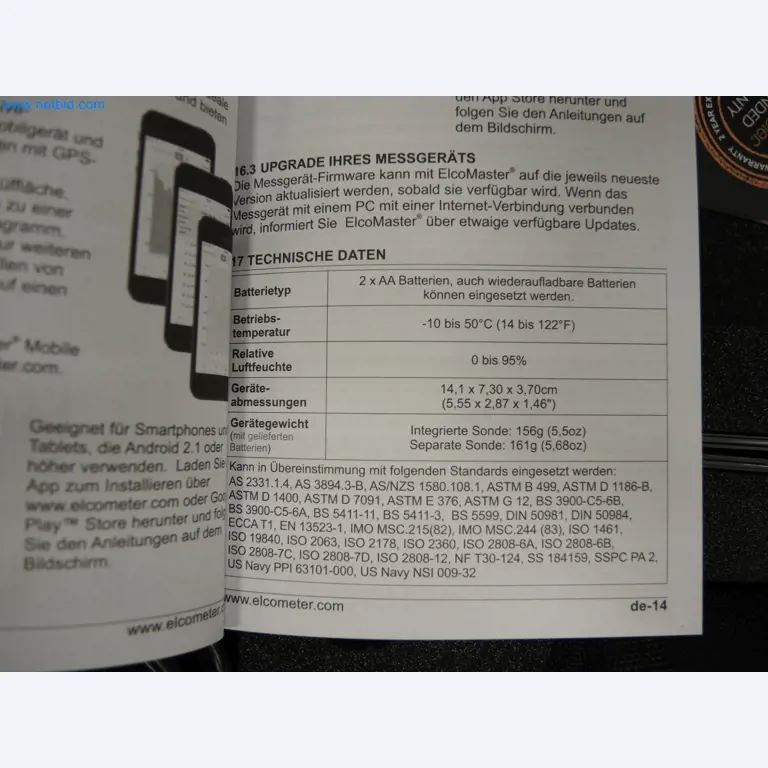 www.netbid.com
und bieten
mobilgerät und
en mit GPS-
zu einer
ur weiteren
llen von
uf einen
er® Mobile
er.com.
Geeignet für Smartphones
Tablets, die Android 2.1 oder
höher verwenden. Laden Sie
App zum Installieren über
www.elcometer.com oder
Play™ Store herunter und
Sie den Anleitungen auf dem
Bildschirm.
www.elcometer.
den App Store herunter und
folgen Sie den Anleitungen auf
dem Bildschirm.
16.3 UPGRADE IHRES MESSGERÄTS
Die Messgerät-Firmware kann mit ElcoMaster® auf die jeweils neueste
Version aktualisiert werden, sobald sie verfügbar wird. Wenn das
Messgerät mit einem PC mit einer Internet-Verbindung verbunden
wird, informiert Sie ElcoMaster® über etwaige verfügbare Updates.
17 TECHNISCHE DATEN
Batterietyp
2 x AA Batterien, auch wiederaufladbare Batterien
können eingesetzt werden.
Betriebs-
temperatur
-10 bis 50°C (14 bis 122°F)
Relative
Luftfeuchte
0 bis 95%
Geräte-
abmessungen
14,1 x 7,30 x 3,70cm
(5,55 x 2,87 x 1,46")
Gerätegewicht
(mit gelieferten
Batterien)
Integrierte Sonde: 156g (5,5oz)
Separate Sonde: 161g (5,68oz)
Kann in Übereinstimmung mit folgenden Standards eingesetzt werden:
AS 2331.1.4, AS 3894.3-B, AS/NZS 1580.108.1, ASTM B 499, ASTM D 1186-B,
ASTM D 1400, ASTM D 7091, ASTM E 376, ASTM G 12, BS 3900-C5-6B,
BS 3900-C5-6A, BS 5411-11, BS 5411-3, BS 5599, DIN 50981, DIN 50984,
ECCA T1, EN 13523-1, IMO MSC.215(82), IMO MSC.244 (83), ISO 1461,
ISO 19840, ISO 2063, ISO 2178, ISO 2360, ISO 2808-6A, ISO 2808-6B,
ISO 2808-7C, ISO 2808-7D, ISO 2808-12, NF T30-124, SS 184159, SSPC PA 2,
US Navy PPI 63101-000, US Navy NSI 009-32
www.elcometer.com
de-14
2 YEAR
WARRANTY